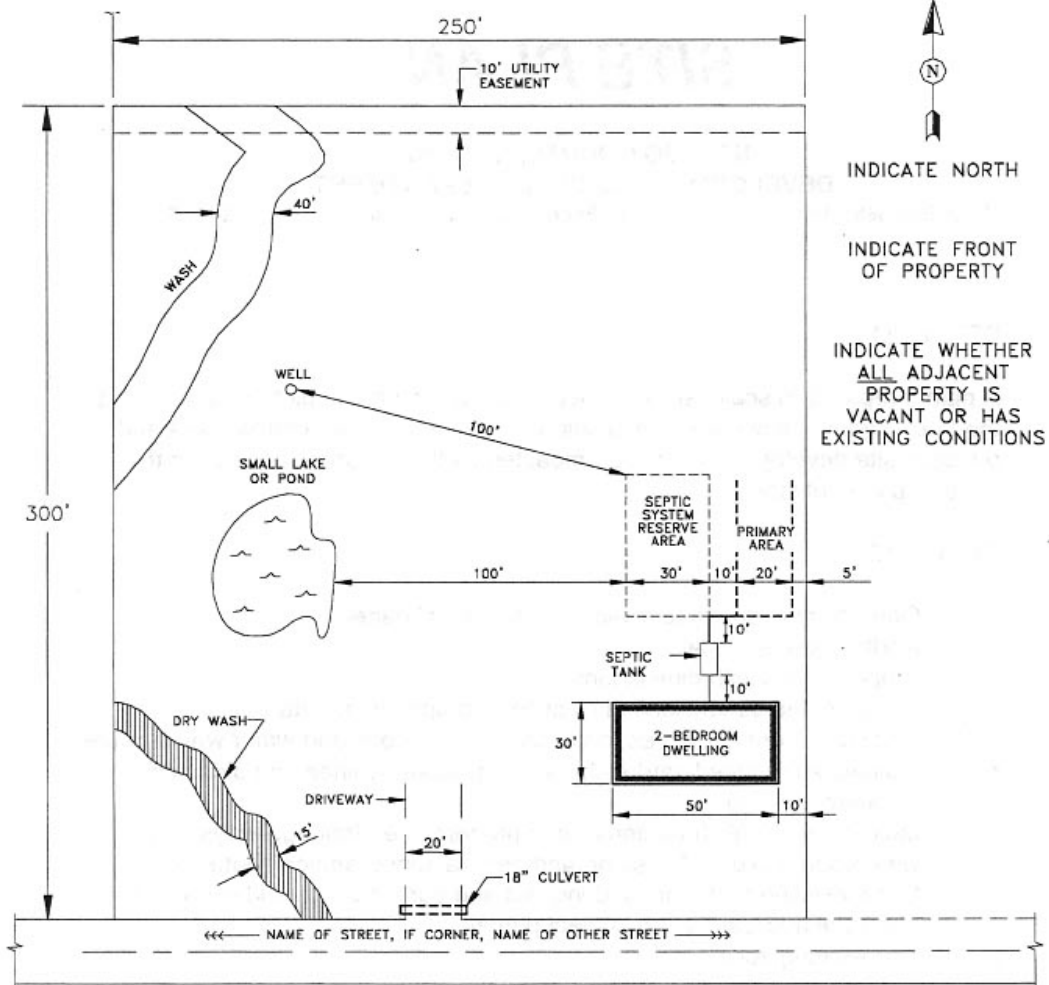 250'
10' UTILITY
EASEMENT
N
INDICATE NORTH
INDICATE FRONT
OF PROPERTY
INDICATE WHETHER
ALL ADJACENT
PROPERTY IS
VACANT OR HAS
EXISTING CONDITIONS
40'
WASH
WELL
100'
SMALL LAKE
OR POND
300'
SEPTIC
SYSTEM
RESERVE
AREA
PRIMARY
AREA
100'
30'
10'
20'
5'
10'
SEPTIC
TANK
10'
DRY WASH
30'
2-BEDROOM
DWELLING
50'
10'
DRIVEWAY
20'
15'
18" CULVERT
<<<— NAME OF STREET, IF CORNER, NAME OF OTHER STREET —>>>